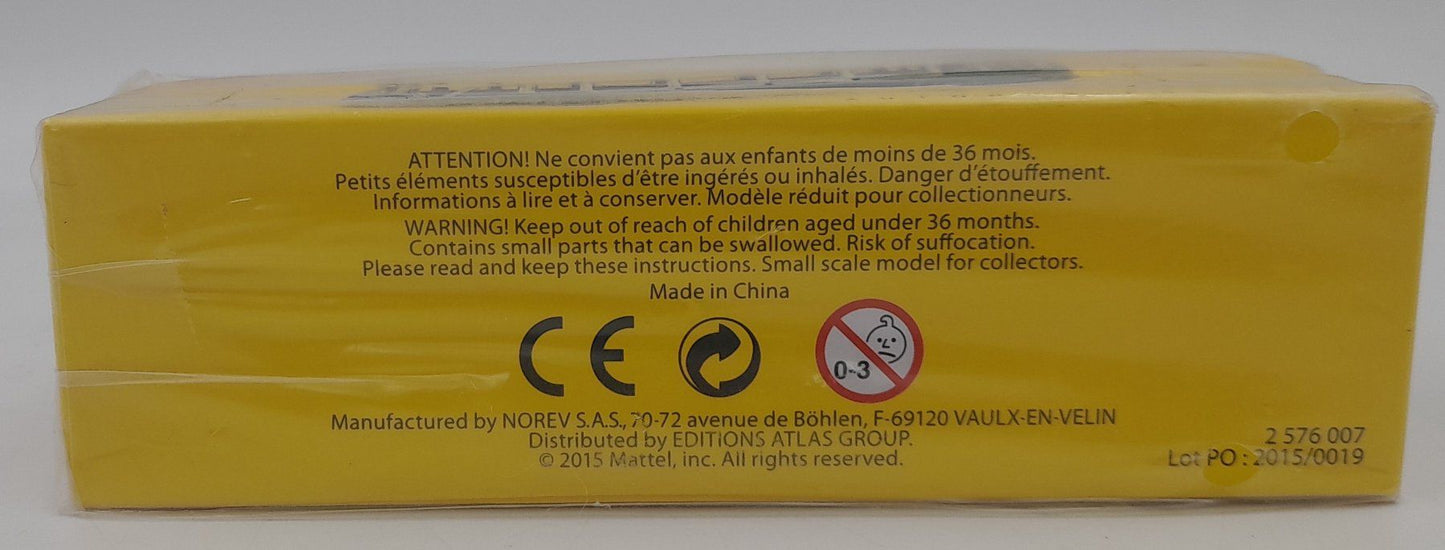 ATTENTION! Ne convient pas aux enfants de moins de 36 mois.
Petits éléments susceptibles d'être ingérés ou inhalés. Danger d'étouffement.
Informations à lire et à conserver. Modèle réduit pour collectionneurs.
WARNING! Keep out of reach of children aged under 36 months.
Contains small parts that can be swallowed. Risk of suffocation.
Please read and keep these instructions. Small scale model for collectors.
Made in China
CE
0-3
Manufactured by NOREV S.A.S., 70-72 avenue de Böhlen, F-69120 VAULX-EN-VELIN
Distributed by EDITIONS ATLAS GROUP.
© 2015 Mattel, inc. All rights reserved.
2 576 007
Lot PO : 2015/0019